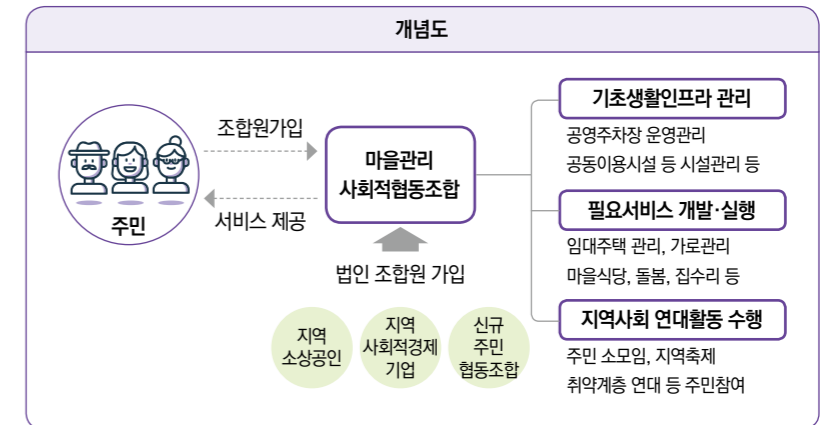 개념도
조합원가입
서비스 제공
주민
마을관리
사회적협동조합
법인 조합원 가입
지역
소상공인
지역
사회적경제
기업
신규
주민
협동조합
기초생활인프라 관리
공영주차장 운영관리
공동이용시설 등 시설관리 등
필요서비스 개발·실행
임대주택 관리, 가로관리
마을식당, 돌봄, 집수리 등
지역사회 연대활동 수행
주민 소모임, 지역축제
취약계층 연대 등 주민참여